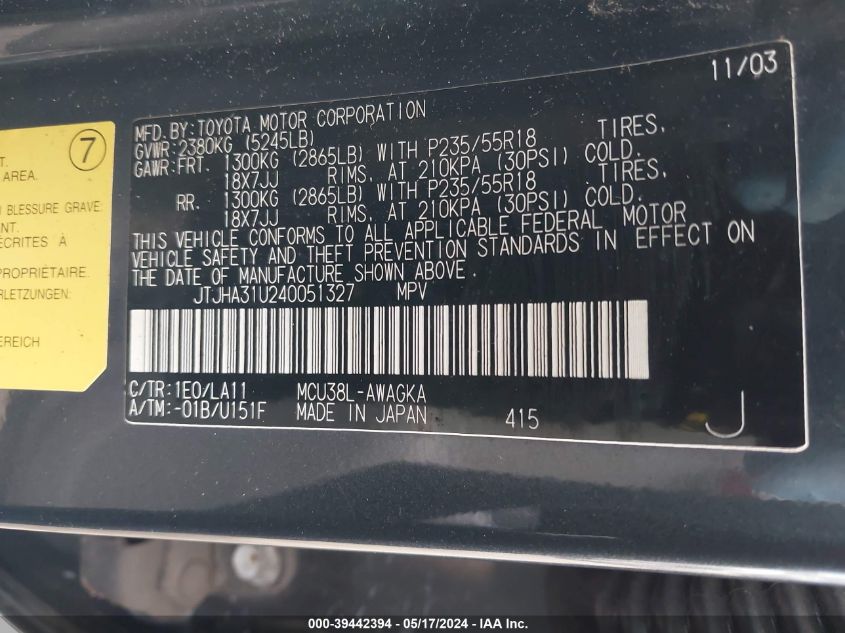 7
T.
AREA.
BLESSURE GRAVE
ENT.
ÉCRITES À
PROPRIÉTAIRE.
RLETZUNGEN:
EREICH
11/03
MFD.BY:TOYOTA MOTOR CORPORATION
GVWR:2380KG (5245LB)
GAWR:FRT. 1300KG (2865LB) WITH P235/55R18 TIRES,
18X7JJ RIMS, AT 210KPA (30PSI) COLD.
RR. 1300KG (2865LB) WITH P235/55R18 TIRES,
18X7JJ RIMS, AT 210KPA (30PSI) COLD.
THIS VEHICLE CONFORMS TO ALL APPLICABLE FEDERAL MOTOR
VEHICLE SAFETY AND THEFT PREVENTION STANDARDS IN EFFECT ON
THE DATE OF MANUFACTURE SHOWN ABOVE.
JTJHA31U240051327 MPV
C/TR:1E0/LA11 MCU38L-AWAGKA
A/TM:-01B/U151F MADE IN JAPAN 415 J
000-39442394 - 05/17/2024 - IAA Inc.